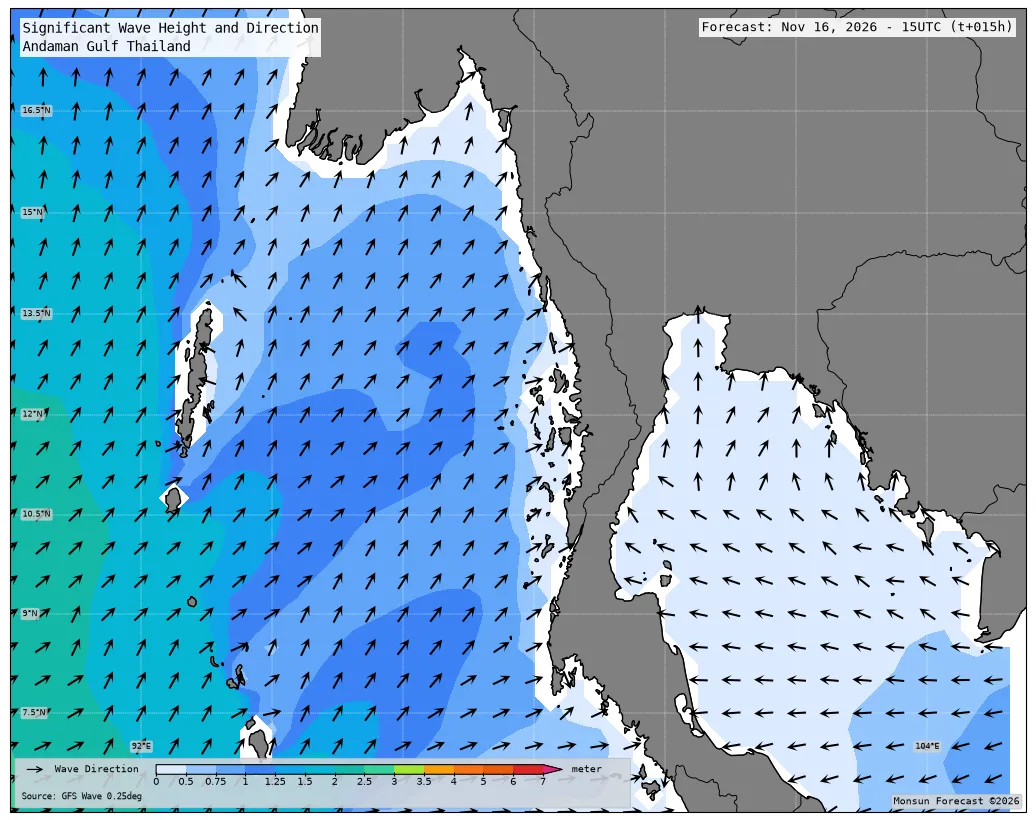 Significant Wave Height and Direction
Andaman Gulf Thailand
Forecast: Nov 16, 2026 - 15UTC (t+015h)
16.5°N
15°N
13.5°N
12°N
10.5°N
9°N
7.5°N
92°E
104°E
Wave Direction
0 0.5 0.75 1 1.25 1.5 2 2.5 3 3.5 4 5 6 7
meter
Source: GFS Wave 0.25deg
Monsun Forecast ©2026